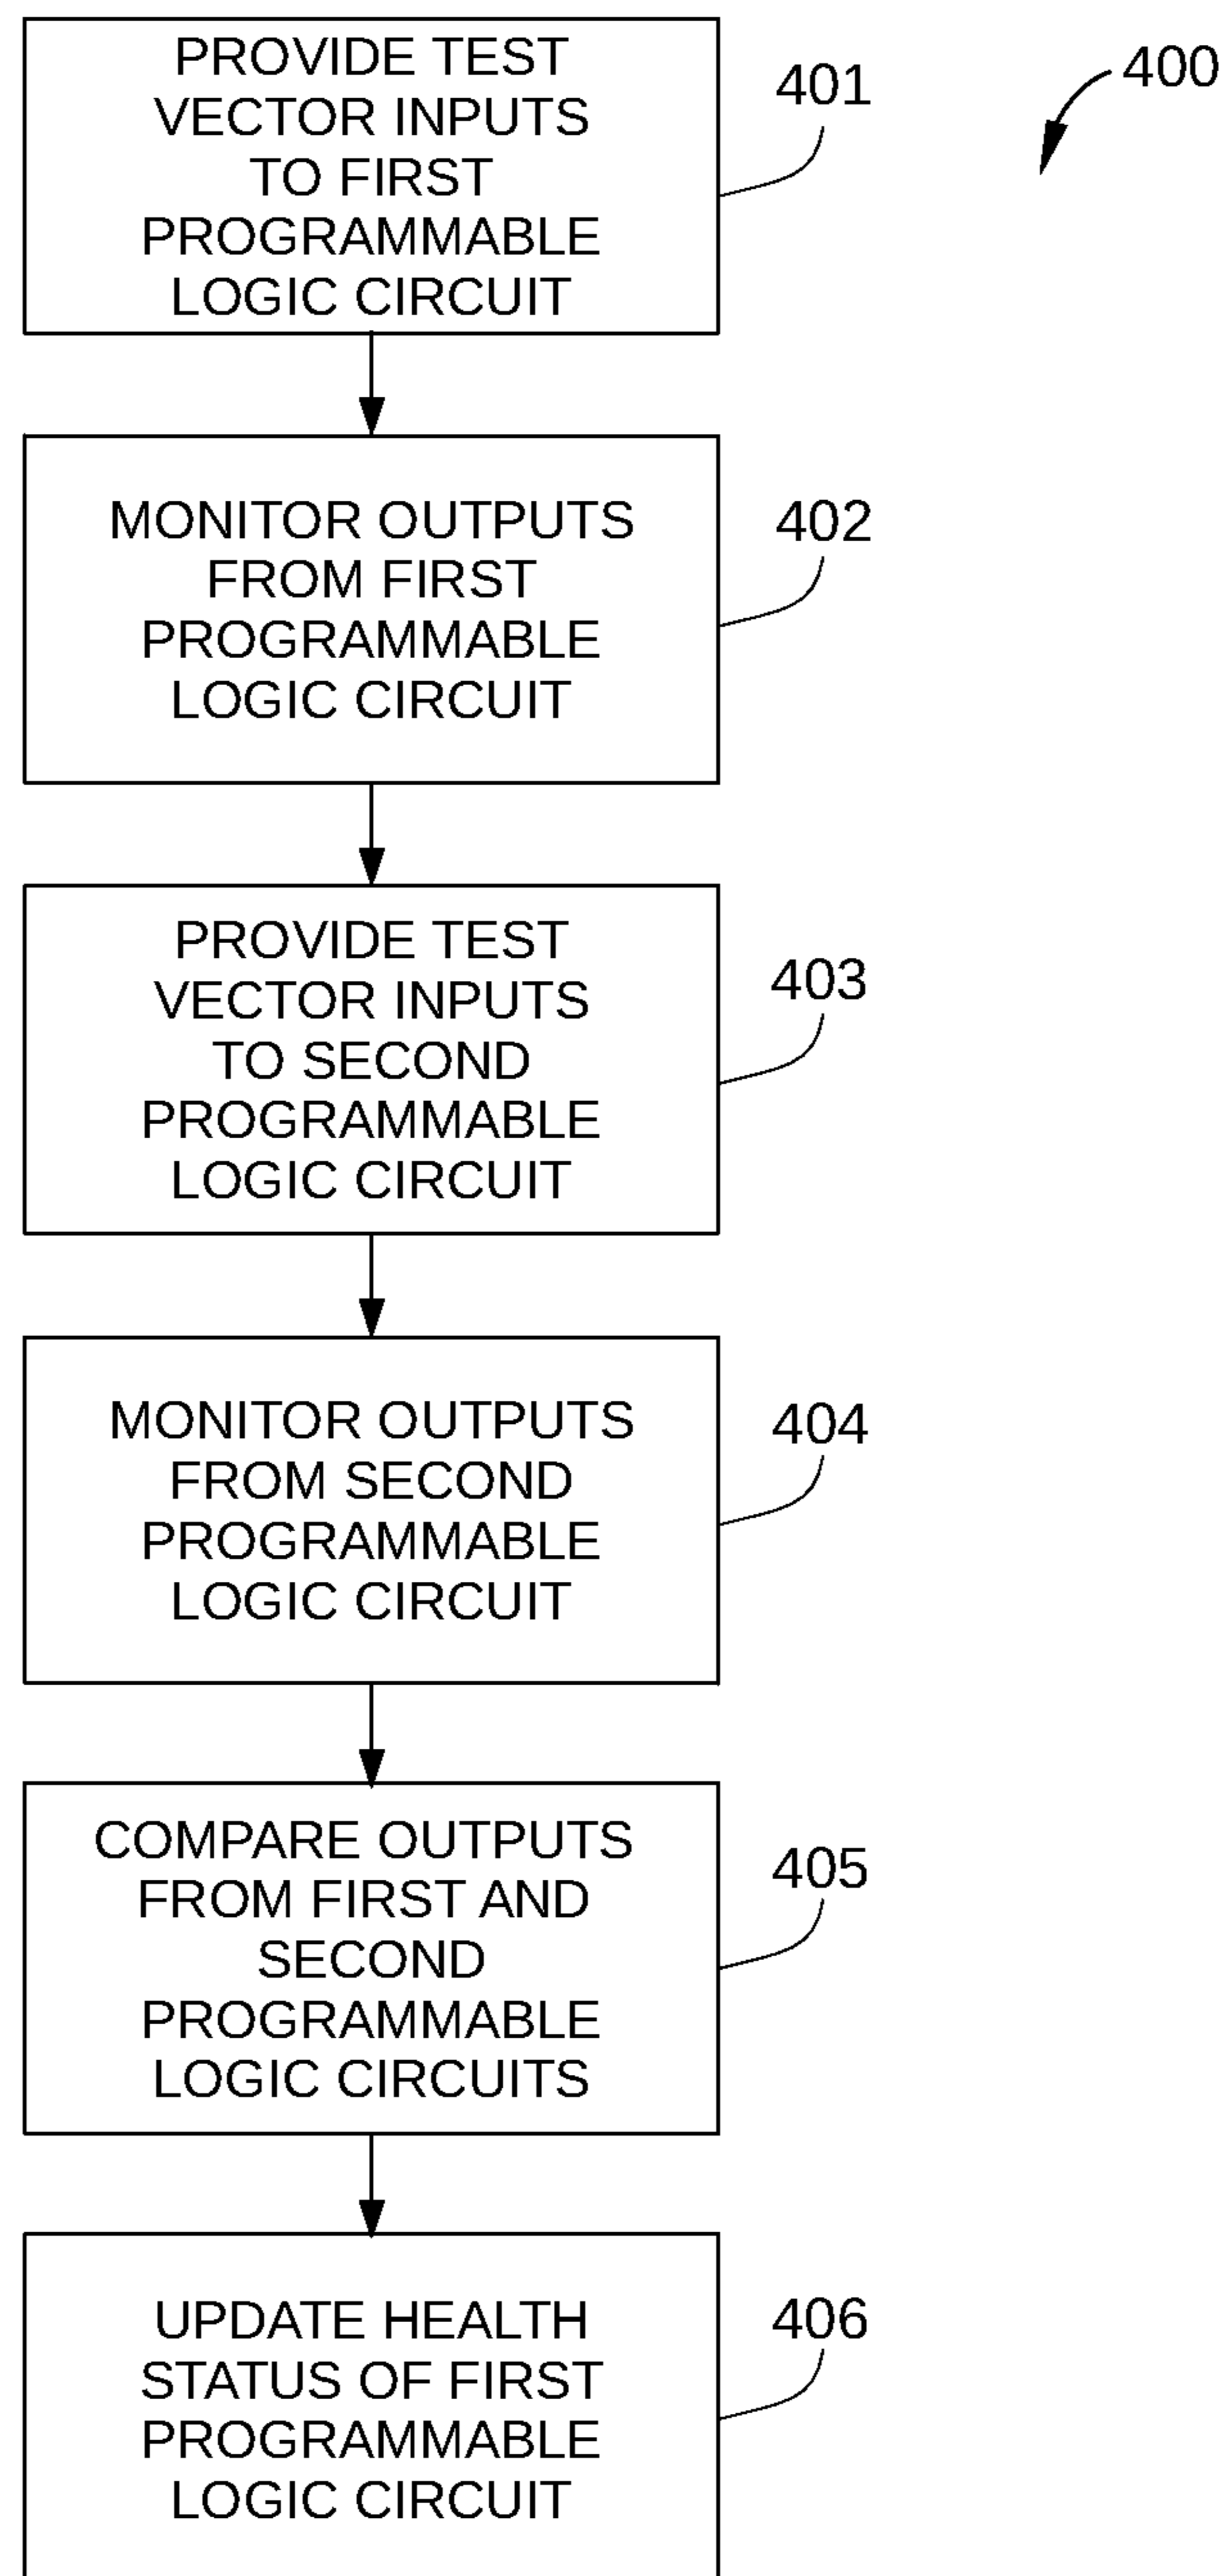 PROVIDE TEST
VECTOR INPUTS
TO FIRST
PROGRAMMABLE
LOGIC CIRCUIT
401
400
MONITOR OUTPUTS
FROM FIRST
PROGRAMMABLE
LOGIC CIRCUIT
402
PROVIDE TEST
VECTOR INPUTS
TO SECOND
PROGRAMMABLE
LOGIC CIRCUIT
403
MONITOR OUTPUTS
FROM SECOND
PROGRAMMABLE
LOGIC CIRCUIT
404
COMPARE OUTPUTS
FROM FIRST AND
SECOND
PROGRAMMABLE
LOGIC CIRCUITS
405
UPDATE HEALTH
STATUS OF FIRST
PROGRAMMABLE
LOGIC CIRCUIT
406